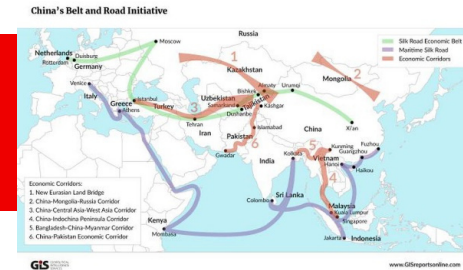 China's Belt and Road Initiative
Russia
Moscow
Silk Road Economic Belt
Maritime Silk Road
Economic Corridors
Netherlands
Rotterdam
Duisburg
Germany
1
Kazakhstan
Mongolia
2
Venice
Italy
Istanbul
Greece
Athens
Turkey
3
Uzbekistan
Bishkek
Almaty
Urumqi
Samarkand
Tajikistan
Kashgar
Dushanbe
Tehran
Iran
Islamabad
Pakistan
6
China
Xi'an
Gwadar
India
Kolkata
5
Kunming
Fuzhou
Guangzhou
Vietnam
Hanoi
Haikou
4
Economic Corridors:
1. New Eurasian Land Bridge
2. China-Mongolia-Russia Corridor
3. China Central Asia-West Asia Corridor
4. China-Indochina Peninsula Corridor
5. Bangladesh-China-Myanmar Corridor
6. China-Pakistan Economic Corridor
Kenya
Mombasa
Sri Lanka
Colombo
Malaysia
Kuala Lumpur
Singapore
Jakarta
Indonesia
GIS
www.GISreportsonline.com